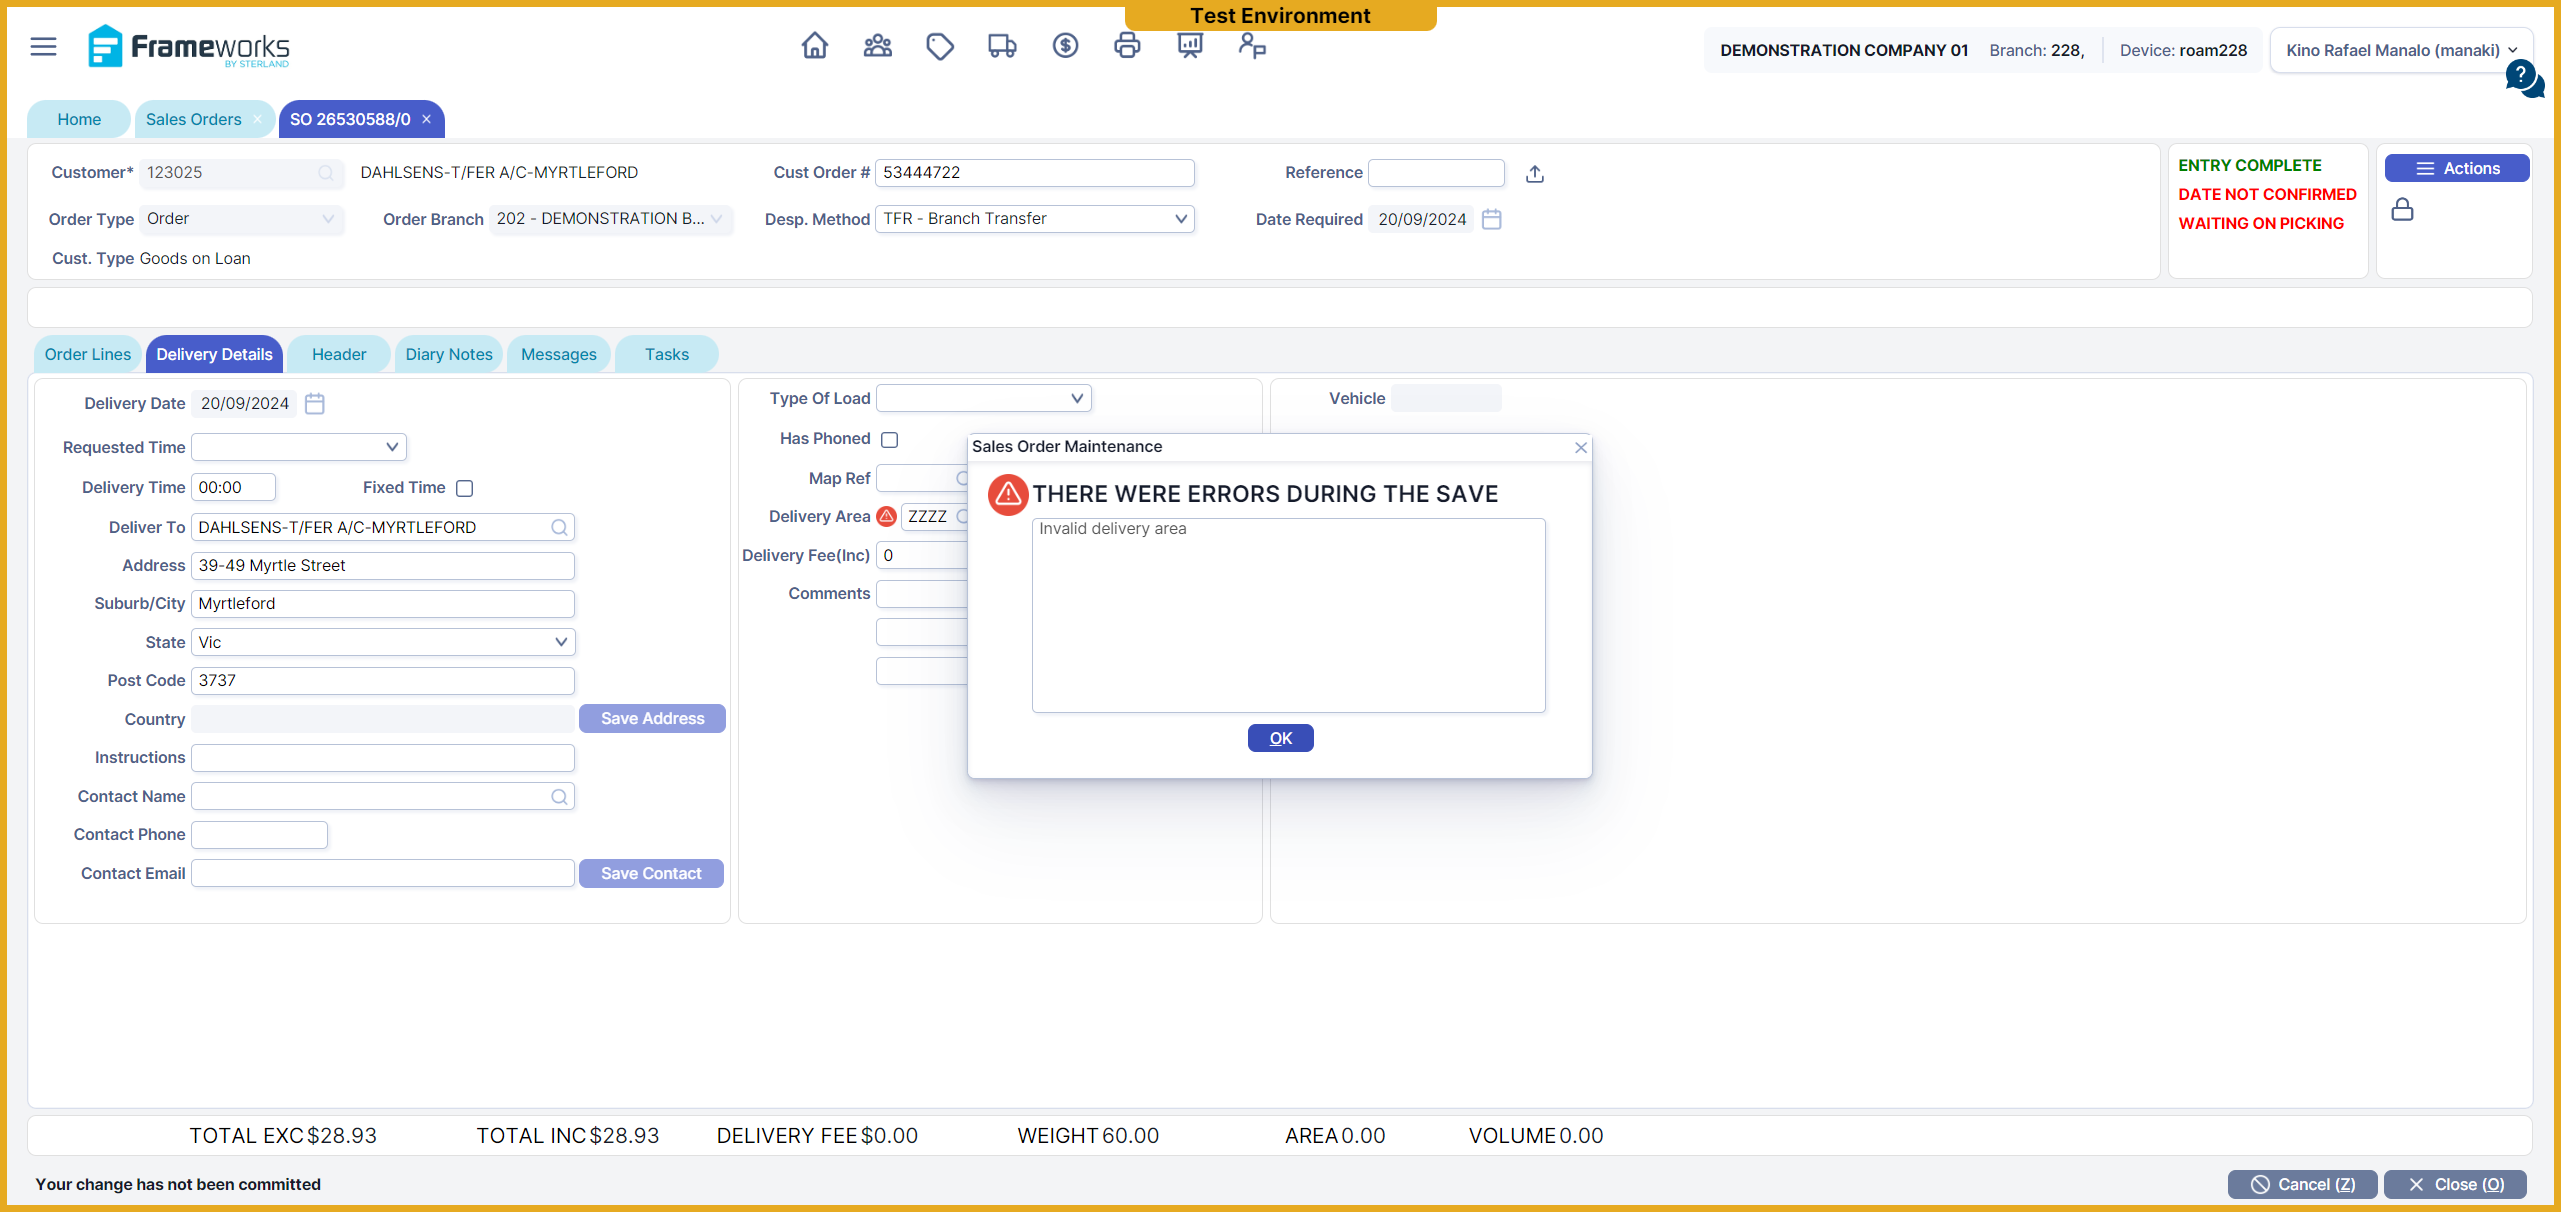 Test Environment
Frameworks
BY STERLAND
DEMONSTRATION COMPANY 01 Branch: 228, Device: roam228 Kino Rafael Manalo (manaki)
?
Home Sales Orders × SO 26530588/0 ×
Customer* 123025 DAHLSENS-T/FER A/C-MYRTLEFORD Cust Order # 53444722 Reference
Order Type Order Order Branch 202 - DEMONSTRATION B... Desp. Method TFR - Branch Transfer Date Required 20/09/2024
Cust. Type Goods on Loan
ENTRY COMPLETE
DATE NOT CONFIRMED
WAITING ON PICKING
Actions
Order Lines Delivery Details Header Diary Notes Messages Tasks
Delivery Date 20/09/2024
Requested Time
Delivery Time 00:00 Fixed Time
Deliver To DAHLSENS-T/FER A/C-MYRTLEFORD
Address 39-49 Myrtle Street
Suburb/City Myrtleford
State Vic
Post Code 3737
Country Save Address
Instructions
Contact Name
Contact Phone
Contact Email Save Contact
Type Of Load
Has Phoned
Map Ref
Delivery Area ZZZZ
Delivery Fee(Inc) 0
Comments
Vehicle
Sales Order Maintenance
THERE WERE ERRORS DURING THE SAVE
Invalid delivery area
OK
TOTAL EXC $28.93 TOTAL INC $28.93 DELIVERY FEE $0.00 WEIGHT 60.00 AREA 0.00 VOLUME 0.00
Your change has not been committed
Cancel (Z) Close (O)